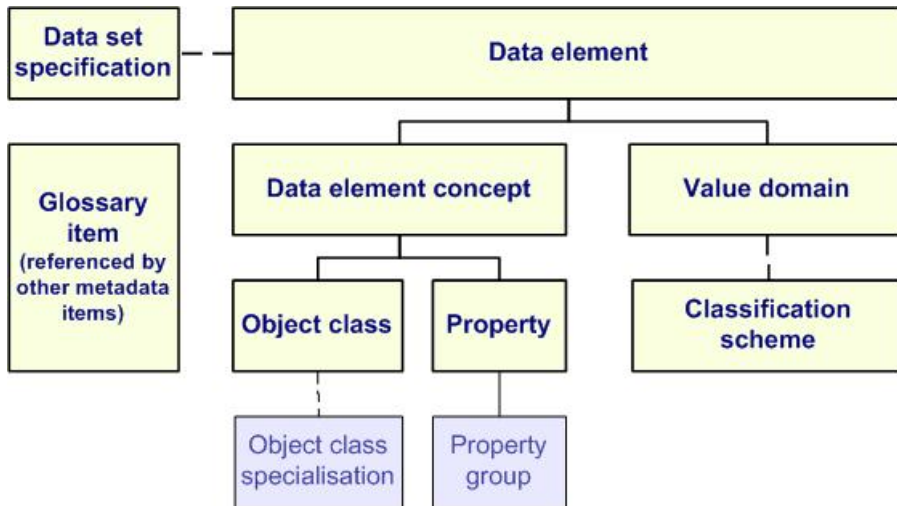 Data set
specification
Data element
Glossary
item
(referenced by
other metadata
items)
Data element concept
Value domain
Object class
Property
Classification
scheme
Object class
specialisation
Property
group